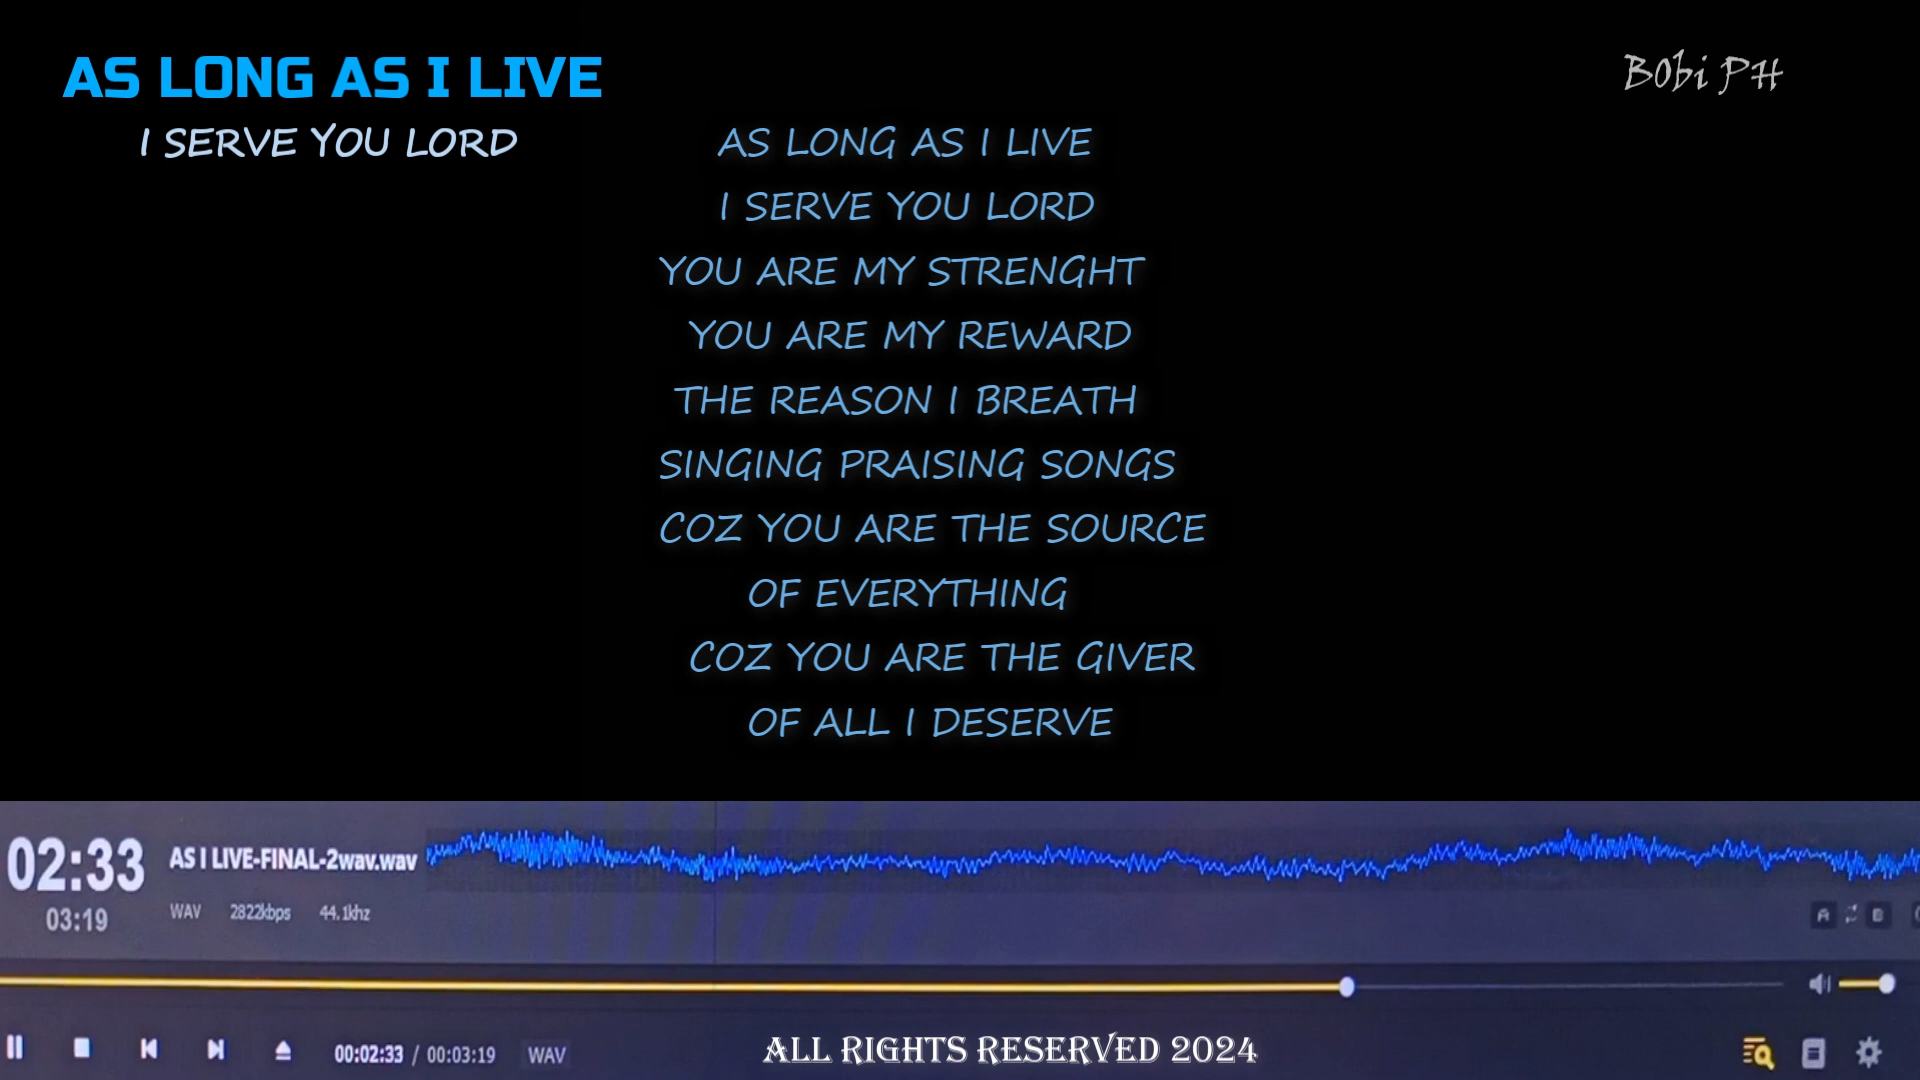 AS LONG AS I LIVE
I SERVE YOU LORD
BObi PH
AS LONG AS I LIVE
I SERVE YOU LORD
YOU ARE MY STRENGHT
YOU ARE MY REWARD
THE REASON I BREATH
SINGING PRAISING SONGS
COZ YOU ARE THE SOURCE
OF EVERYTHING
COZ YOU ARE THE GIVER
OF ALL I DESERVE
02:33
03:19
AS I LIVE-FINAL-2wav.wav
WAV 2822kbps 44.1khz
A B
00:02:33 / 00:03:19 WAV
ALL RIGHTS RESERVED 2024